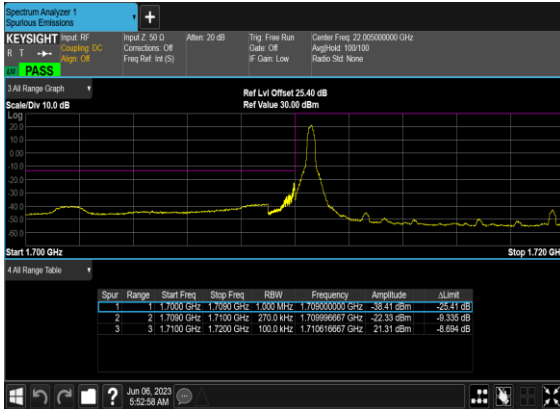 Spectrum Analyzer 1
Spurious Emissions
+
KEYSIGHT Input: RF Input Z: 50 Ω Atten: 20 dB Trig: Free Run Center Freq: 22.005000000 GHz
R T Coupling: DC Corrections: Off Gate: Off Avg|Hold: 100/100
Align: Off Freq Ref: Int (S) IF Gain: Low Radio Std: None
PASS
3 All Range Graph
Scale/Div 10.0 dB Ref Lvl Offset 25.40 dB
Ref Value 30.00 dBm
Log
20.0
10.0
0.00
-10.0
-20.0
-30.0
-40.0
-50.0
-60.0
Start 1.700 GHz Stop 1.720 GH
4 All Range Table
Spur Range Start Freq Stop Freq RBW Frequency Amplitude ΔLimit
1 1 1.7000 GHz 1.7090 GHz 1.000 MHz 1.709000000 GHz -38.41 dBm -25.41 dB
2 2 1.7090 GHz 1.7100 GHz 270.0 kHz 1.709996667 GHz -22.33 dBm -9.335 dB
3 3 1.7100 GHz 1.7200 GHz 100.0 kHz 1.710616667 GHz 21.31 dBm -8.694 dB
? Jun 06, 2023
5:52:58 AM